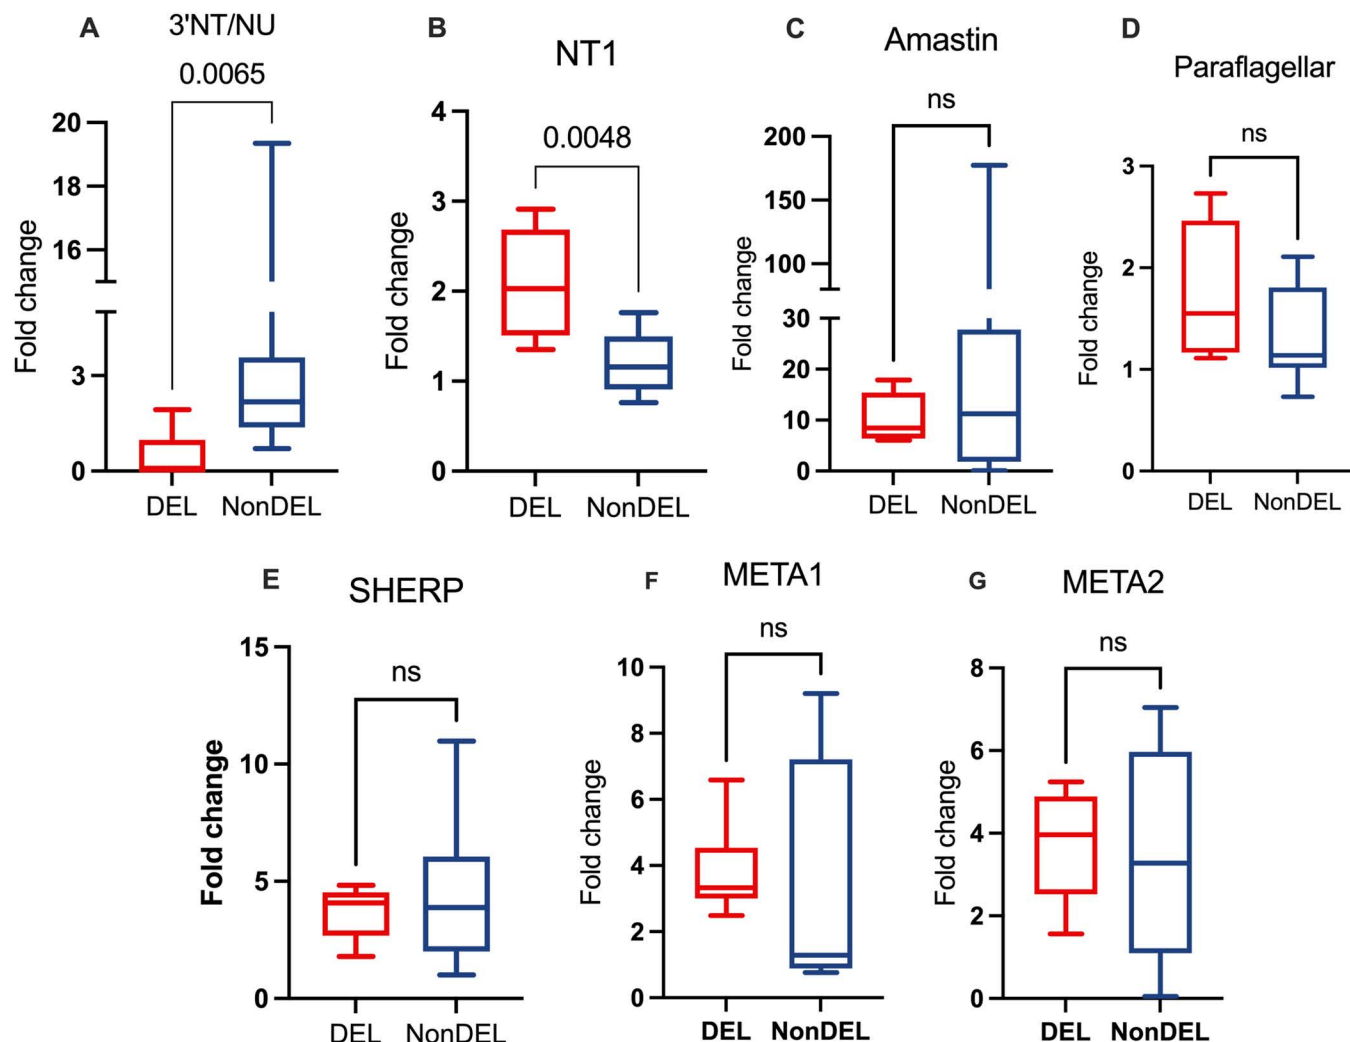 A
3'NT/NU
0.0065
Fold change
20
18
16
3
0
DEL NonDEL
B
NT1
0.0048
Fold change
4
3
2
1
0
DEL NonDEL
C
Amastin
ns
Fold change
200
150
100
30
20
10
0
DEL NonDEL
D
Paraflagellar
ns
Fold change
3
2
1
0
DEL NonDEL
E
SHERP
ns
Fold change
15
10
5
0
DEL NonDEL
F
META1
ns
Fold change
10
8
6
4
2
0
DEL NonDEL
G
META2
ns
Fold change
8
6
4
2
0
DEL NonDEL